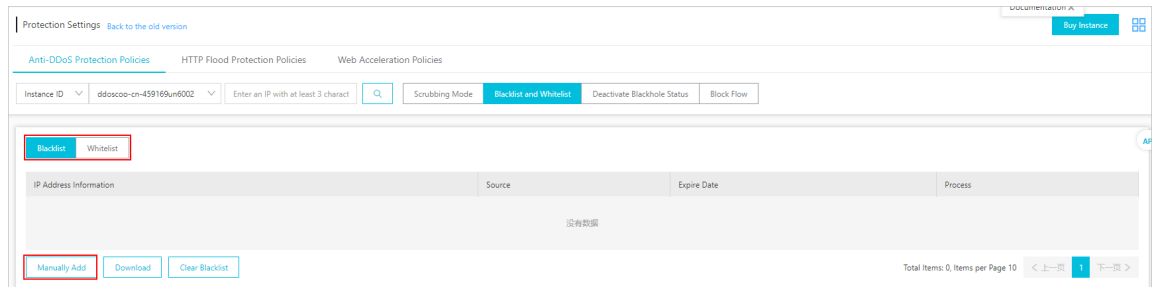 Documentation X
Protection Settings Back to the old version
Buy Instance
Anti-DDoS Protection Policies HTTP Flood Protection Policies Web Acceleration Policies
Instance ID ddoscoo-cn-459169un6002 Enter an IP with at least 3 charact Scrubbing Mode Blacklist and Whitelist Deactivate Blackhole Status Block Flow
Blacklist Whitelist
AF
IP Address Information Source Expire Date Process
没有数据
Manually Add Download Clear Blacklist Total Items: 0, Items per Page 10 < 上一页 1 下一页 >